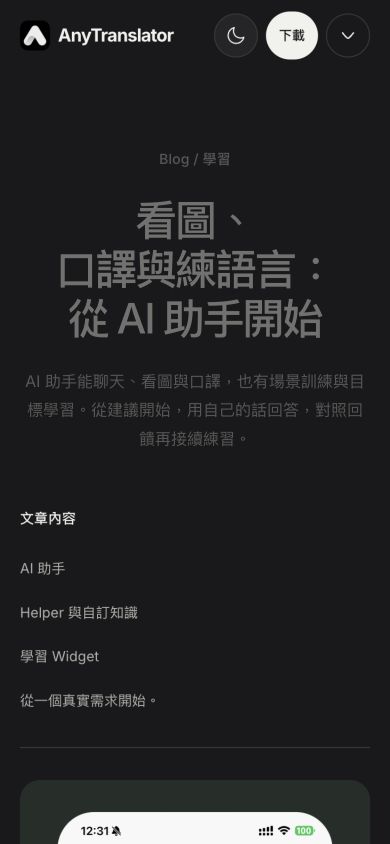 AnyTranslator
下載
Blog / 學習
看圖、
口譯與練語言：
從 AI 助手開始
AI 助手能聊天、看圖與口譯，也有場景訓練與目
標學習。從建議開始，用自己的話回答，對照回
饋再接續練習。
文章內容
AI 助手
Helper 與自訂知識
學習 Widget
從一個真實需求開始。
12:31
100